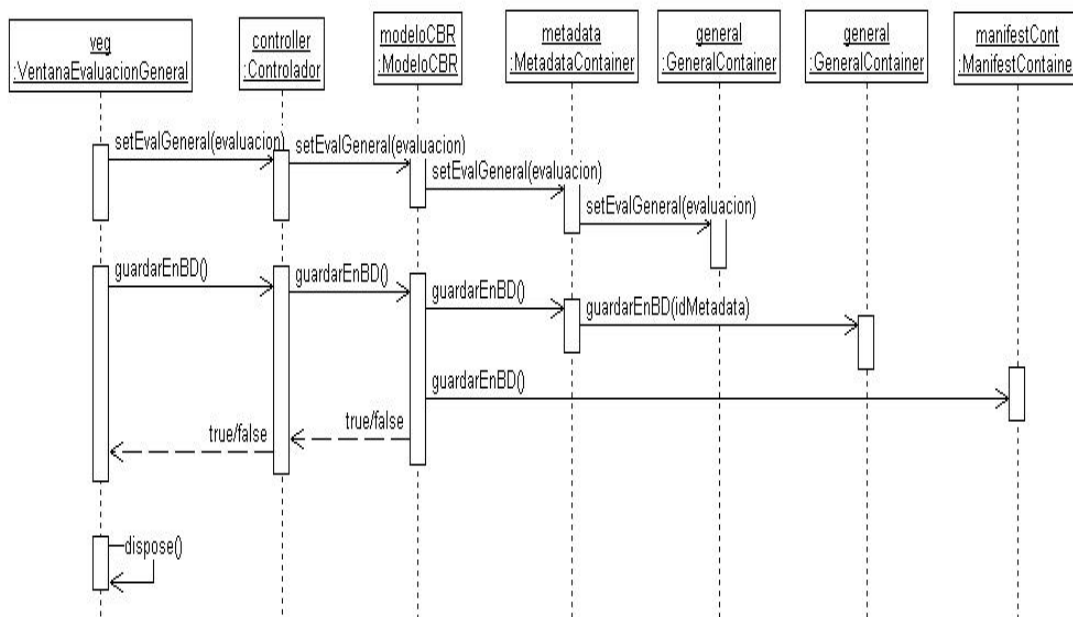 veg
:VentanaEvaluacionGeneral
controller
:Controlador
modeloCBR
:ModeloCBR
metadata
:MetadataContainer
general
:GeneralContainer
general
:GeneralContainer
manifestCont
:ManifestContainer
setEvalGeneral(evaluacion)
setEvalGeneral(evaluacion)
setEvalGeneral(evaluacion)
setEvalGeneral(evaluacion)
guardarEnBD()
guardarEnBD()
guardarEnBD()
guardarEnBD(idMetadata)
guardarEnBD()
true/false
true/false
dispose()